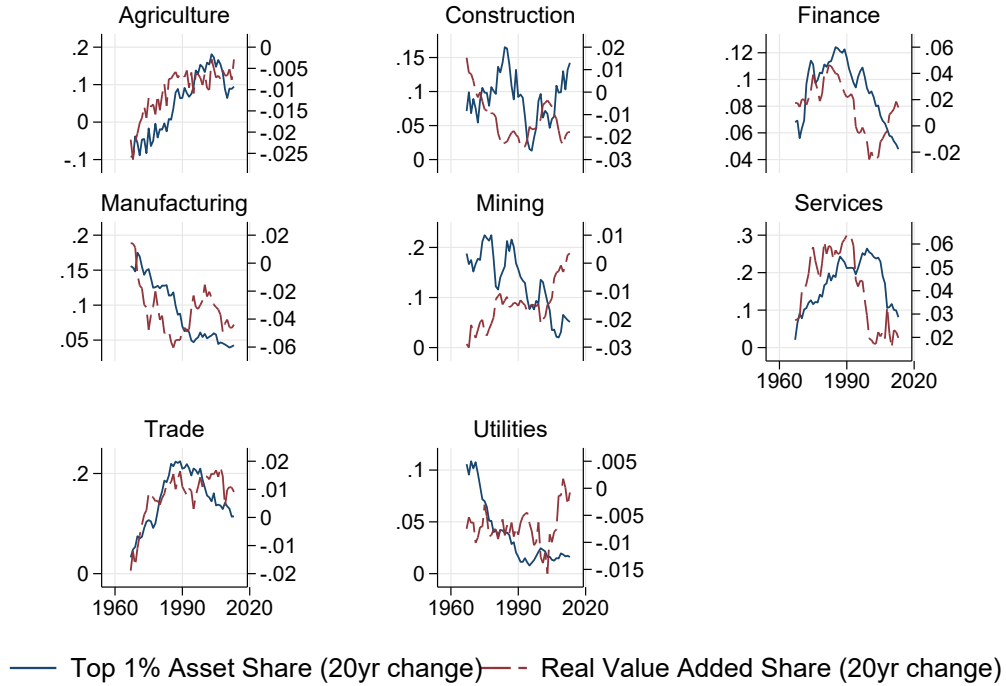 Agriculture Construction Finance
.2 0 .15 .02 .12 .06
-.005 .01 .1 .04
.1 -.01 .1 0 .08 .02
-.015 .05 -.01 .06 0
0 -.02 -.02 .04 -.02
-.1 -.025 0 -.03
Manufacturing Mining Services
.2 .02 .2 .01 .3 .06
.15 0 0 .2 .05
.1 -.02 .1 -.01 .1 .04
.05 -.04 -.02 0 .03
-.06 0 -.03 .02
1960 1990 2020
Trade Utilities
.2 .02 .1 .005
.01 0
0 .05 -.005
-.01 -.01
0 -.02 0 -.015
1960 1990 2020 1960 1990 2020
Top 1% Asset Share (20yr change) Real Value Added Share (20yr change)